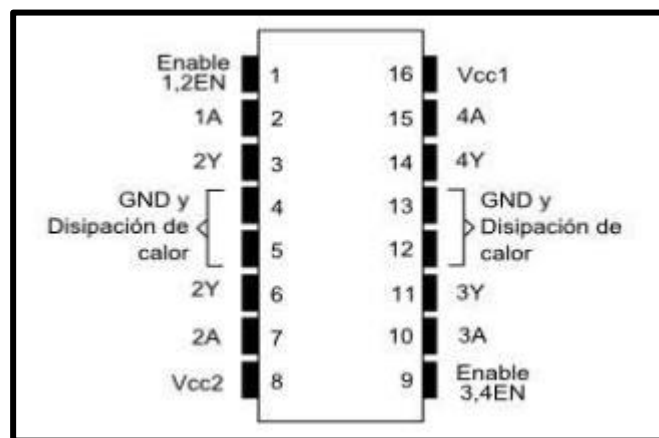 Enable
1,2EN
1
16
Vcc1
1A
2
15
4A
2Y
3
14
4Y
GND y
Disipación de
calor
4
5
13
12
GND y
Disipación de
calor
2Y
6
11
3Y
2A
7
10
3A
Vcc2
8
9
Enable
3,4EN